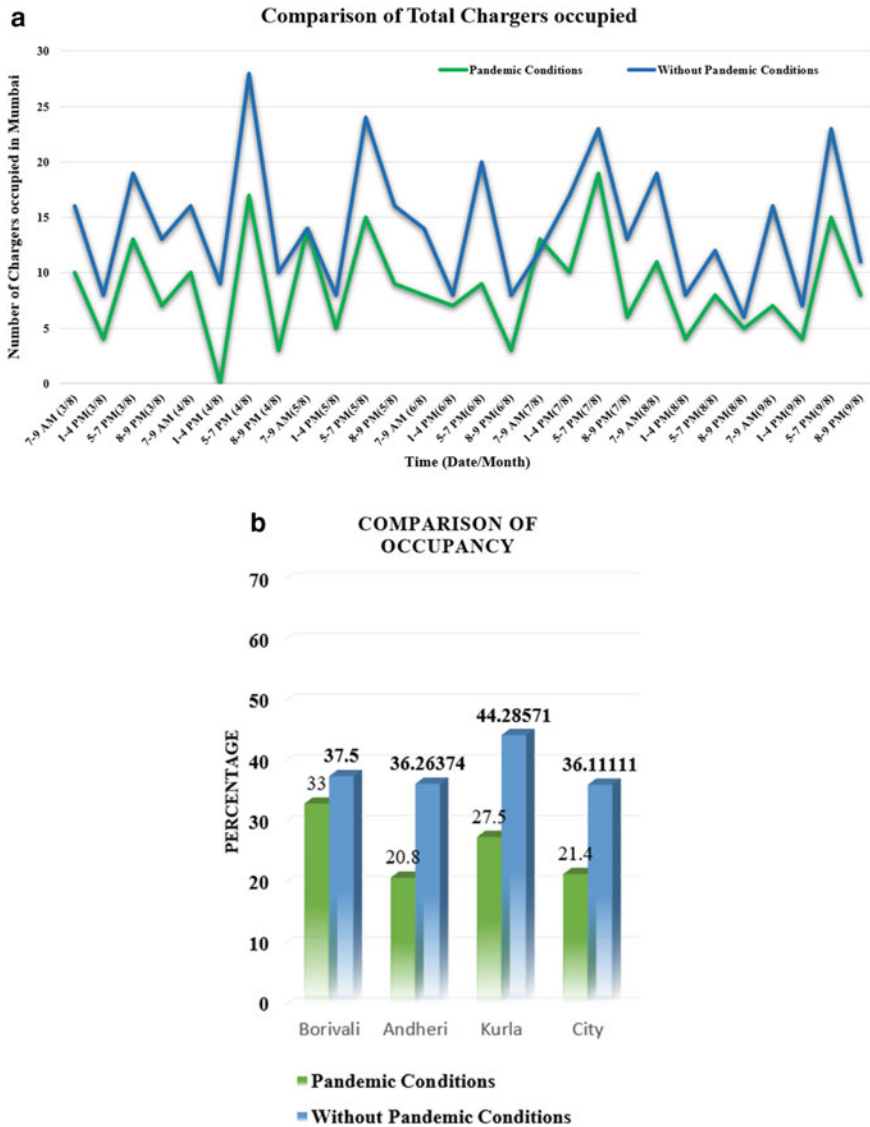 a
Comparison of Total Chargers occupied
Number of Chargers occupied in Mumbai
30
25
20
15
10
5
0
Pandemic Conditions
Without Pandemic Conditions
7-9 AM (3/8)
1-4 PM(3/8)
5-7 PM(3/8)
8-9 PM(3/8)
7-9 AM (4/8)
1-4 PM (4/8)
5-7 PM (4/8)
8-9 PM (4/8)
7-9 AM(5/8)
1-4 PM(5/8)
5-7 PM(5/8)
8-9 PM(5/8)
7-9 AM (6/8)
1-4 PM(6/8)
5-7 PM(6/8)
8-9 PM(6/8)
7-9 AM(7/8)
1-4 PM(7/8)
5-7 PM(7/8)
8-9 PM(7/8)
7-9 AM(8/8)
1-4 PM(8/8)
5-7 PM(8/8)
8-9 PM(8/8)
7-9 AM(9/8)
1-4 PM(9/8)
5-7 PM(9/8)
8-9 PM(9/8)
Time (Date/Month)
b
COMPARISON OF
OCCUPANCY
PERCENTAGE
70
60
50
40
30
20
10
0
33
37.5
20.8
36.26374
27.5
44.28571
21.4
36.11111
Borivali
Andheri
Kurla
City
Pandemic Conditions
Without Pandemic Conditions